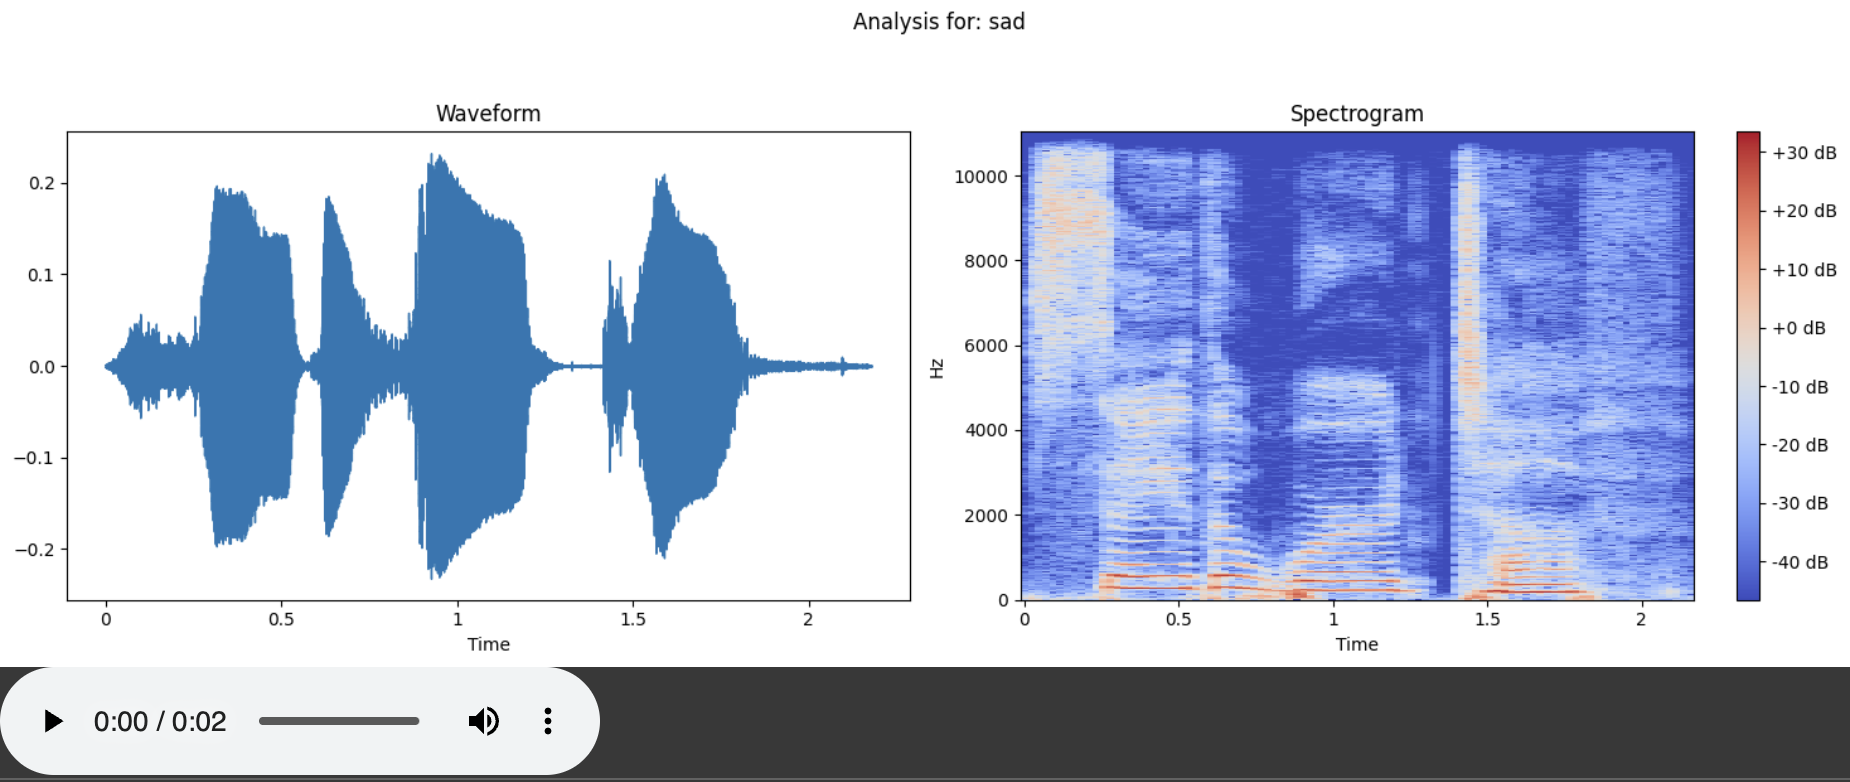 Analysis for: sad
Waveform
0.2
0.1
0.0
−0.1
−0.2
0 0.5 1 1.5 2
Time
Spectrogram
10000
8000
6000
4000
2000
0
Hz
0 0.5 1 1.5 2
Time
+30 dB
+20 dB
+10 dB
+0 dB
-10 dB
-20 dB
-30 dB
-40 dB
0:00 / 0:02